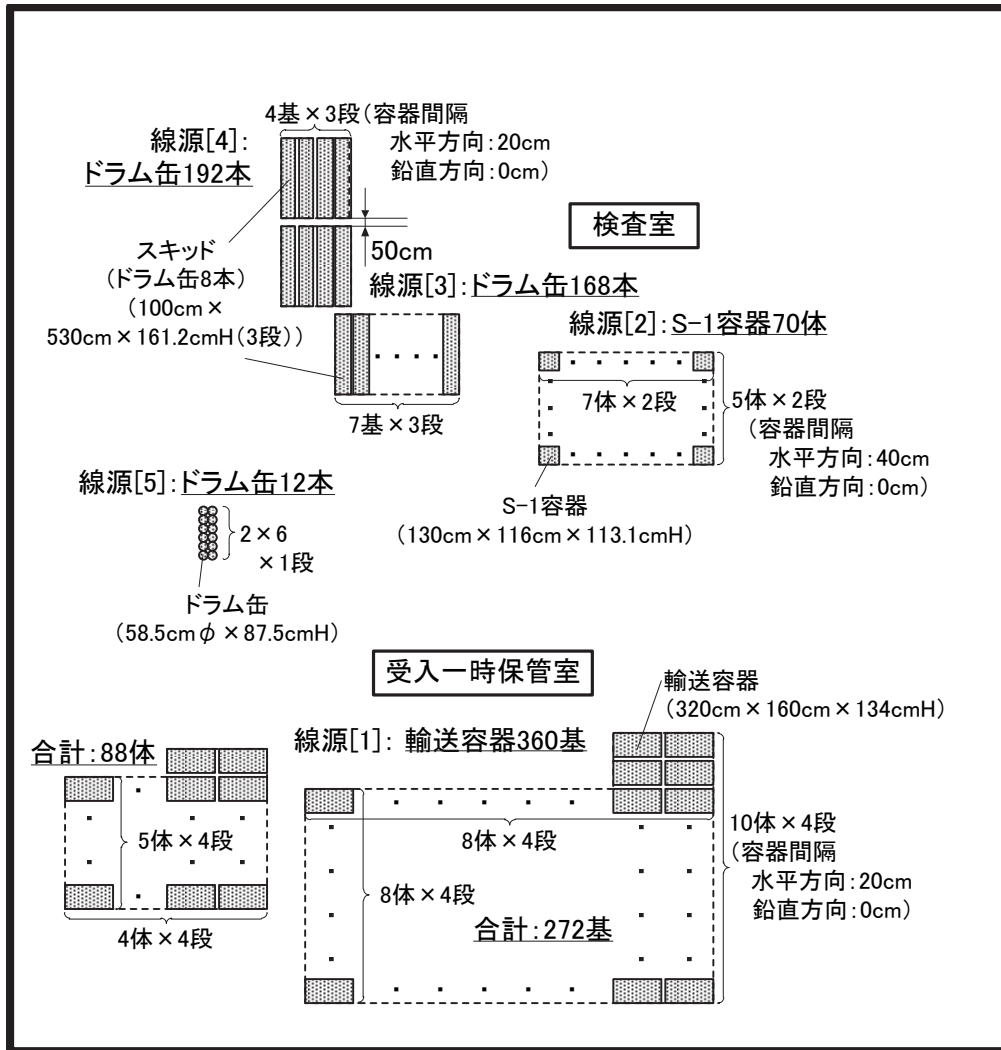 4基×3段(容器間隔
水平方向:20cm
鉛直方向:0cm)
線源[4]:
ドラム缶192本
検査室
50cm
スキッド
(ドラム缶8本)
(100cm×
530cm×161.2cmH(3段))
線源[3]:ドラム缶168本
7基×3段
線源[2]:S-1容器70体
7体×2段
5体×2段
(容器間隔
水平方向:40cm
鉛直方向:0cm)
S-1容器
(130cm×116cm×113.1cmH)
線源[5]:ドラム缶12本
2×6
×1段
ドラム缶
(58.5cmφ×87.5cmH)
受入一時保管室
輸送容器
(320cm×160cm×134cmH)
線源[1]: 輸送容器360基
合計:88体
5体×4段
4体×4段
8体×4段
8体×4段
合計:272基
10体×4段
(容器間隔
水平方向:20cm
鉛直方向:0cm)